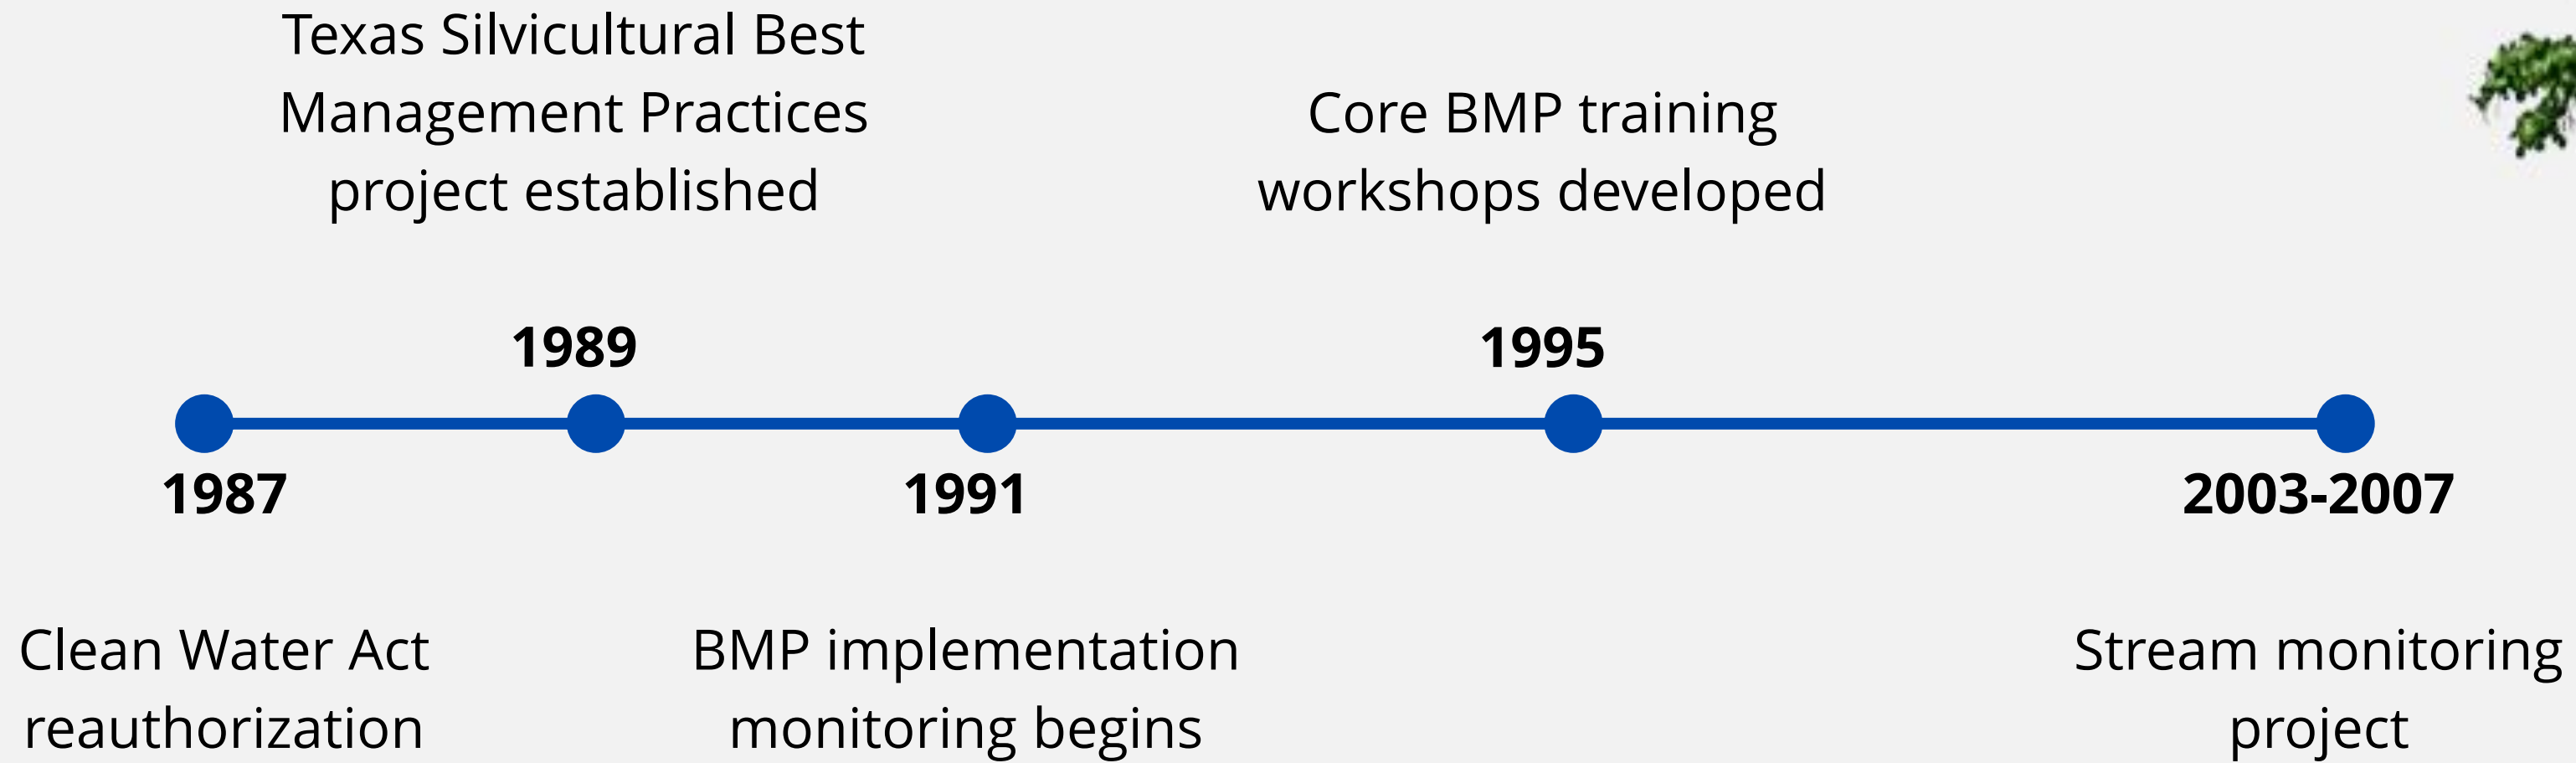 Texas Silvicultural Best
Management Practices
project established
Core BMP training
workshops developed
1989
1995
1987
1991
2003-2007
Clean Water Act
reauthorization
BMP implementation
monitoring begins
Stream monitoring
project